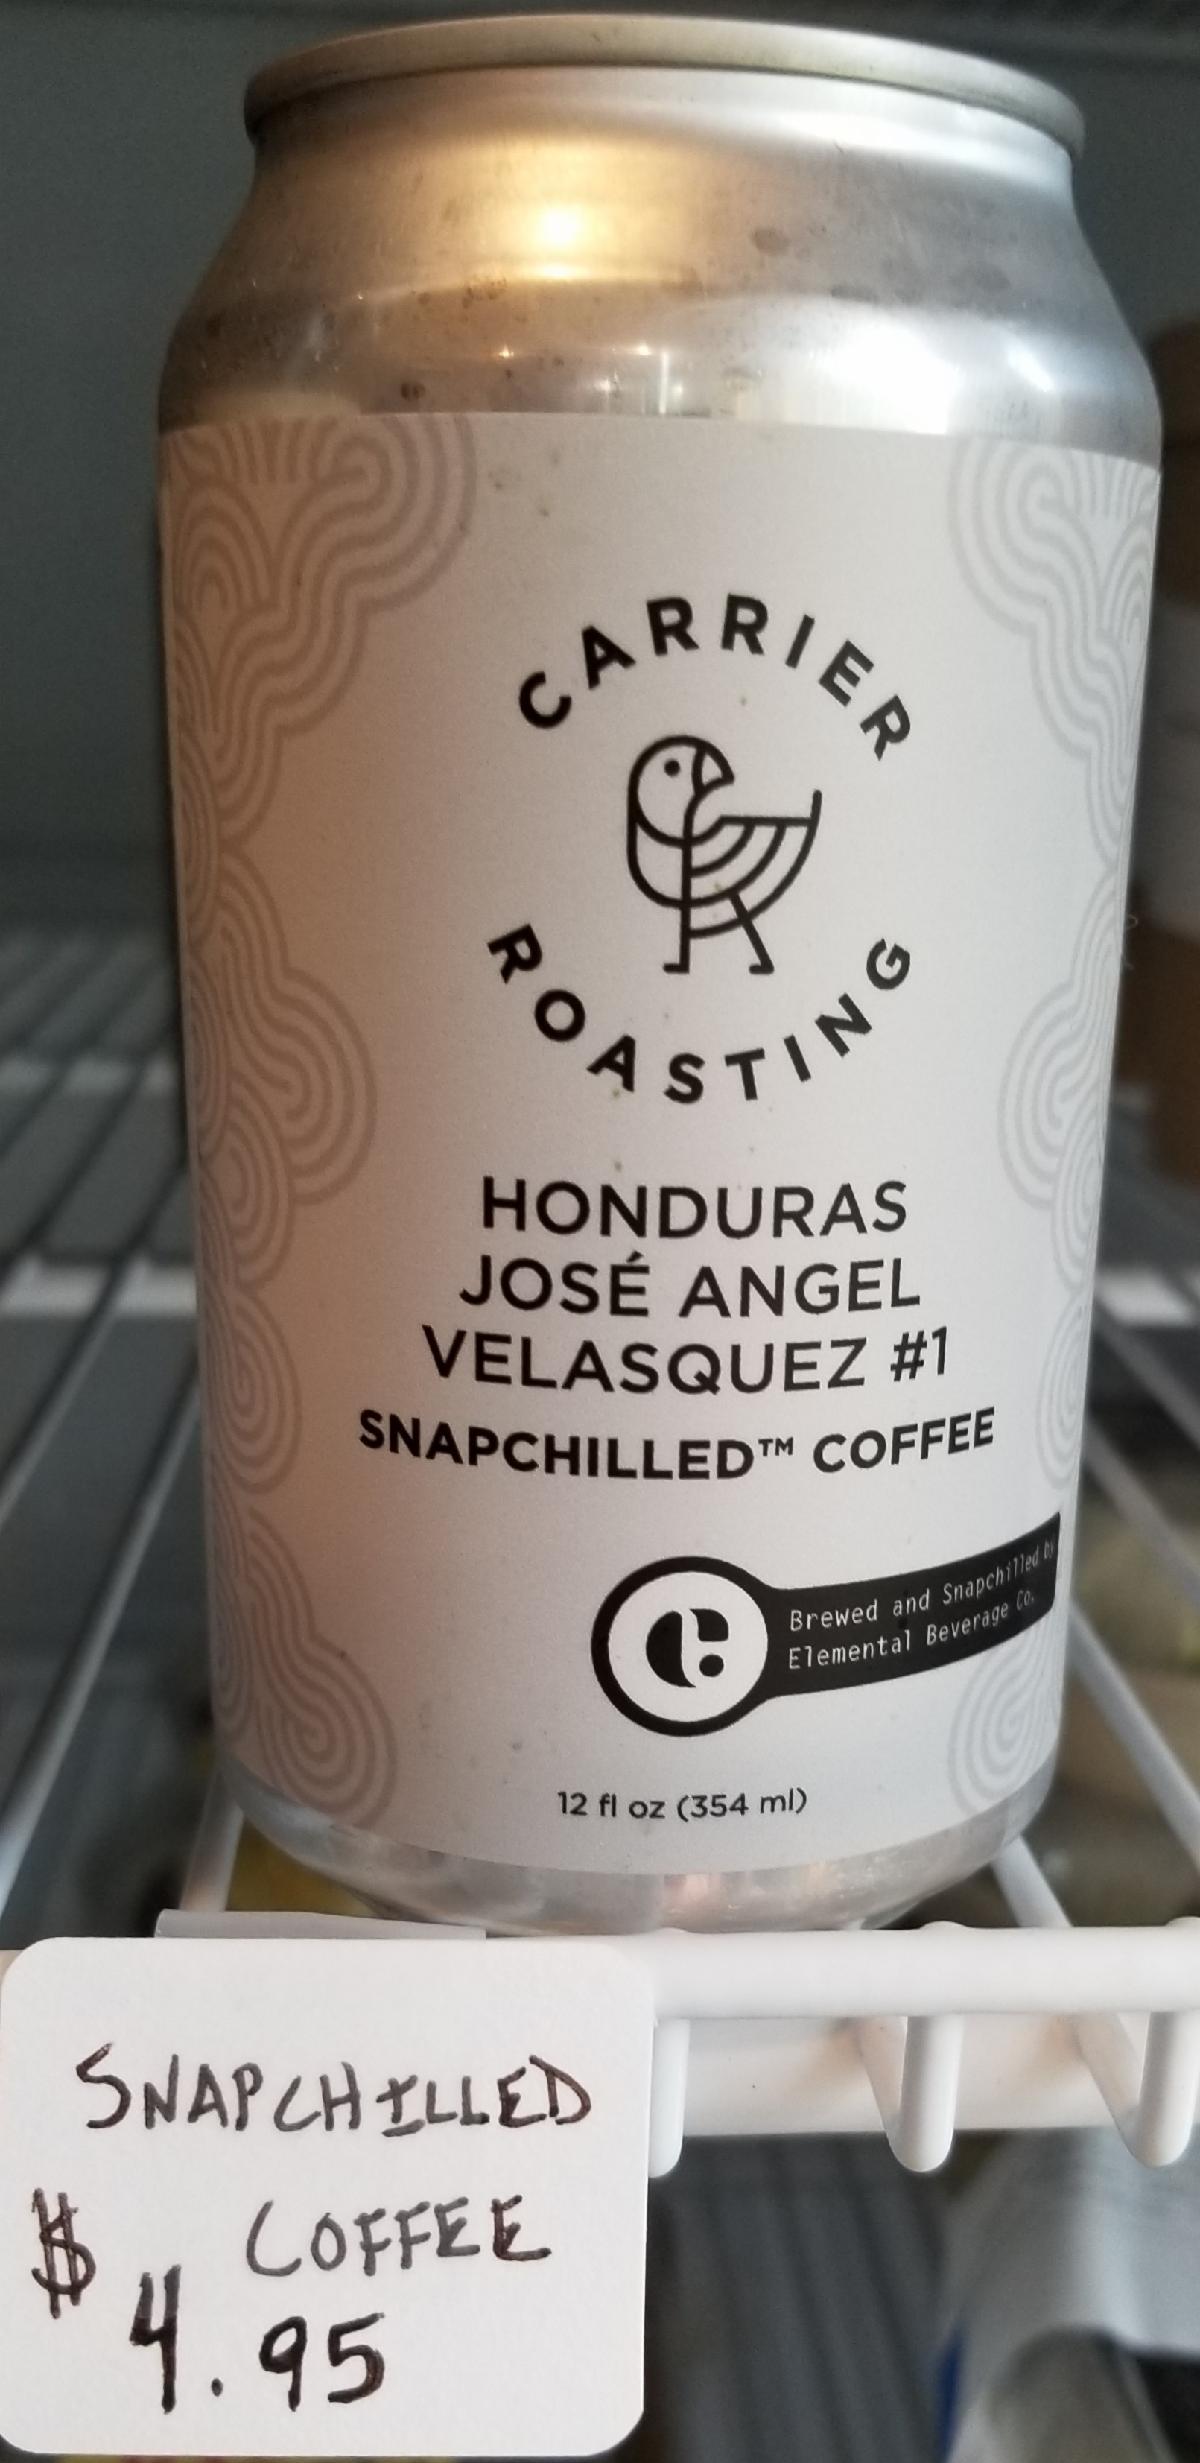 CARRIER
ROASTING
HONDURAS
JOSÉ ANGEL
VELASQUEZ #1
SNAPCHILLED™ COFFEE
Brewed and Snapchilled by
Elemental Beverage Co.
12 fl oz (354 ml)
SNAPCHILLED
COFFEE
$4.95